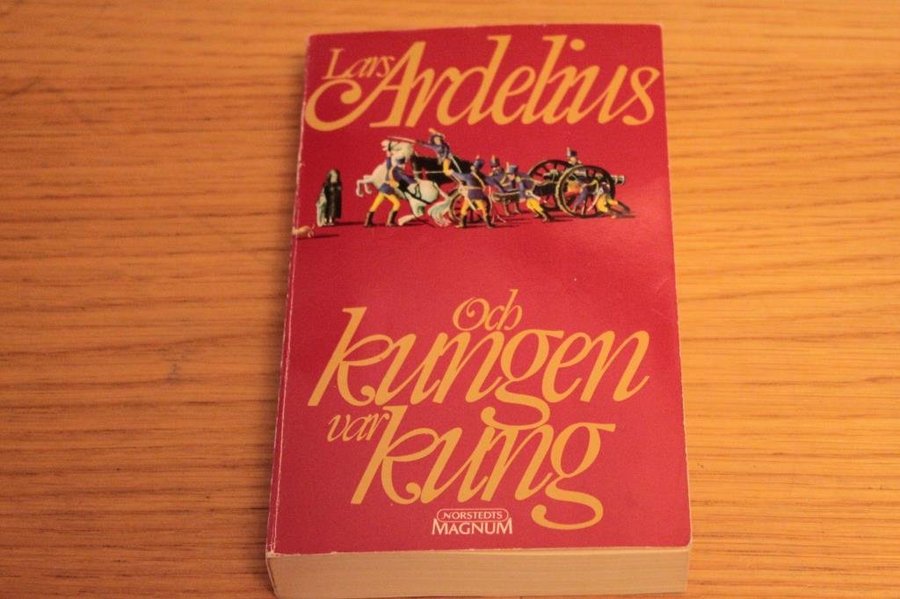 Lars Ardelius
Och
kungen
var kung
NORSTEDTS
MAGNUM